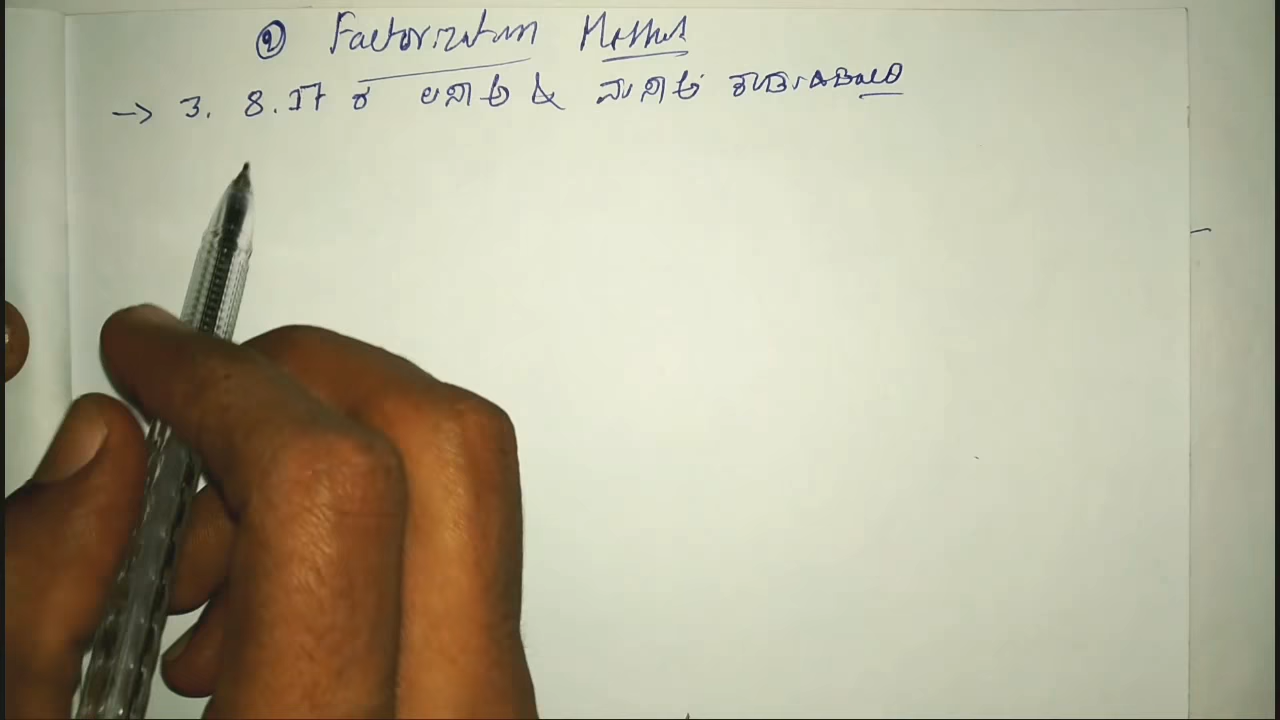 ② Factorization Method
→ 3. 8.17 ರ ಲಸಾಅ & ಮಸಾಅ